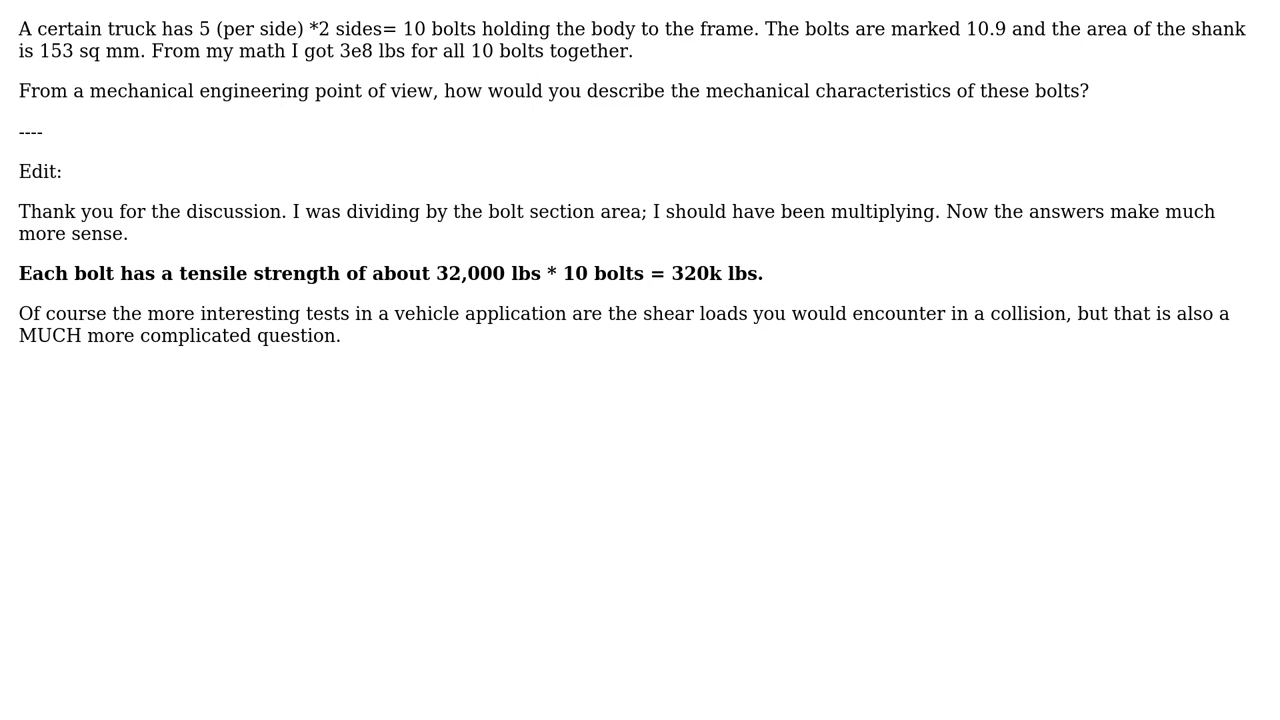 A certain truck has 5 (per side) *2 sides= 10 bolts holding the body to the frame. The bolts are marked 10.9 and the area of the shank
is 153 sq mm. From my math I got 3e8 lbs for all 10 bolts together.
From a mechanical engineering point of view, how would you describe the mechanical characteristics of these bolts?
----
Edit:
Thank you for the discussion. I was dividing by the bolt section area; I should have been multiplying. Now the answers make much
more sense.
Each bolt has a tensile strength of about 32,000 lbs * 10 bolts = 320k lbs.
Of course the more interesting tests in a vehicle application are the shear loads you would encounter in a collision, but that is also a
MUCH more complicated question.